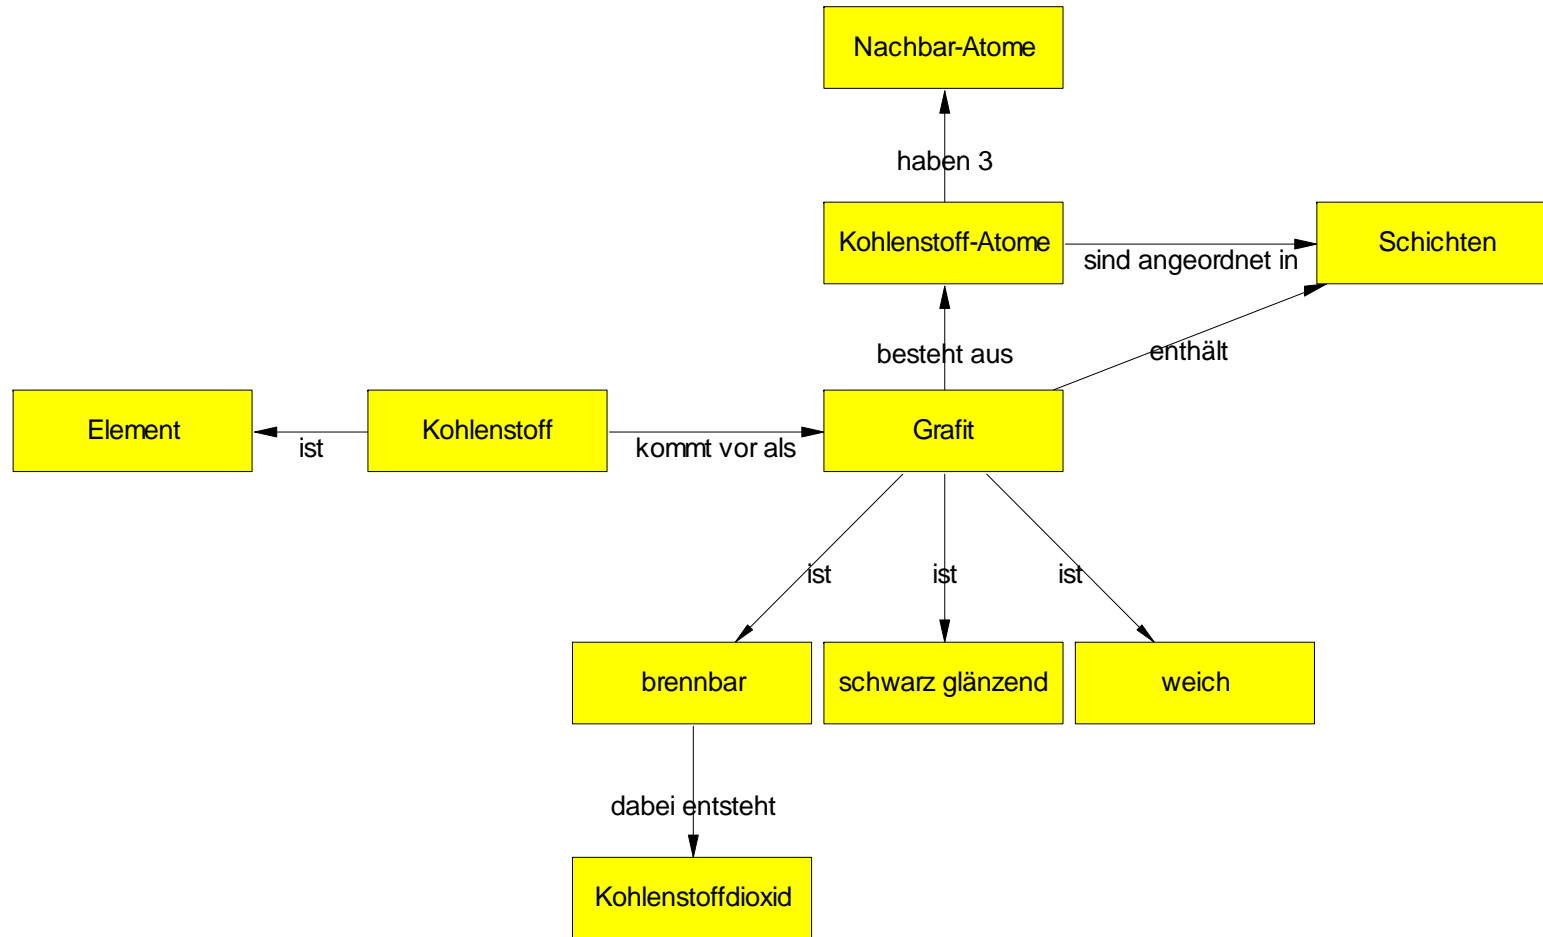 Nachbar-Atome
haben 3
Kohlenstoff-Atome
sind angeordnet in
Schichten
besteht aus
enthält
Element
ist
Kohlenstoff
kommt vor als
Grafit
ist
ist
ist
brennbar
schwarz glänzend
weich
dabei entsteht
Kohlenstoffdioxid